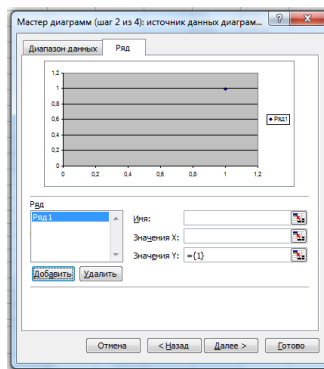 Мастер диаграмм (шаг 2 из 4): источник данных диаграм...
Диапазон данных Ряд
1,2
1
0,8
0,6
0,4
0,2
0
0 0,2 0,4 0,6 0,8 1 1,2
Ряд1
Ряд
Ряд1
Имя:
Значения X:
Значения Y: ={1}
Добавить Удалить
Отмена < Назад Далее > Готово